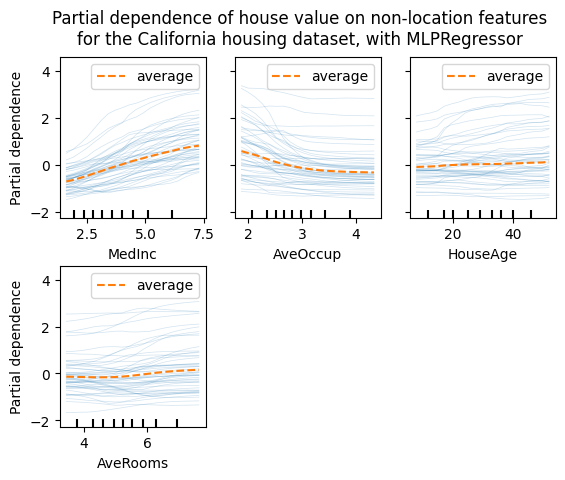 Partial dependence of house value on non-location features
for the California housing dataset, with MLPRegressor
average
average
average
Partial dependence
4
2
0
−2
2.5
5.0
7.5
2
3
4
20
40
MedInc
AveOccup
HouseAge
average
Partial dependence
4
2
0
−2
4
6
AveRooms